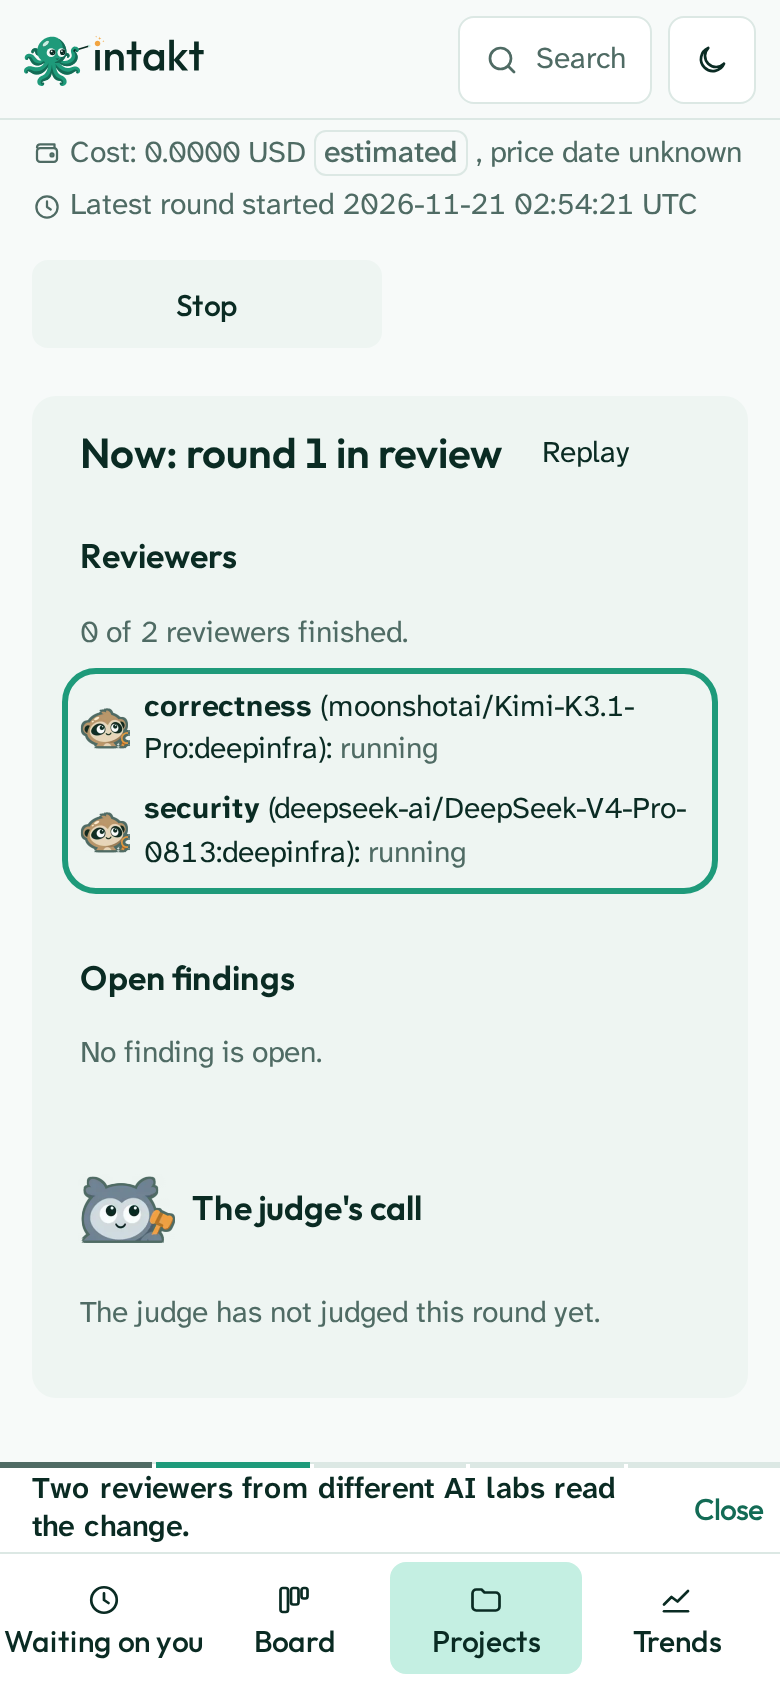 intakt
Search
Cost: 0.0000 USD estimated , price date unknown
Latest round started 2026-11-21 02:54:21 UTC
Stop
Now: round 1 in review
Replay
Reviewers
0 of 2 reviewers finished.
correctness (moonshotai/Kimi-K3.1-
Pro:deepinfra): running
security (deepseek-ai/DeepSeek-V4-Pro-
0813:deepinfra): running
Open findings
No finding is open.
The judge's call
The judge has not judged this round yet.
Two reviewers from different AI labs read
the change.
Close
Waiting on you
Board
Projects
Trends